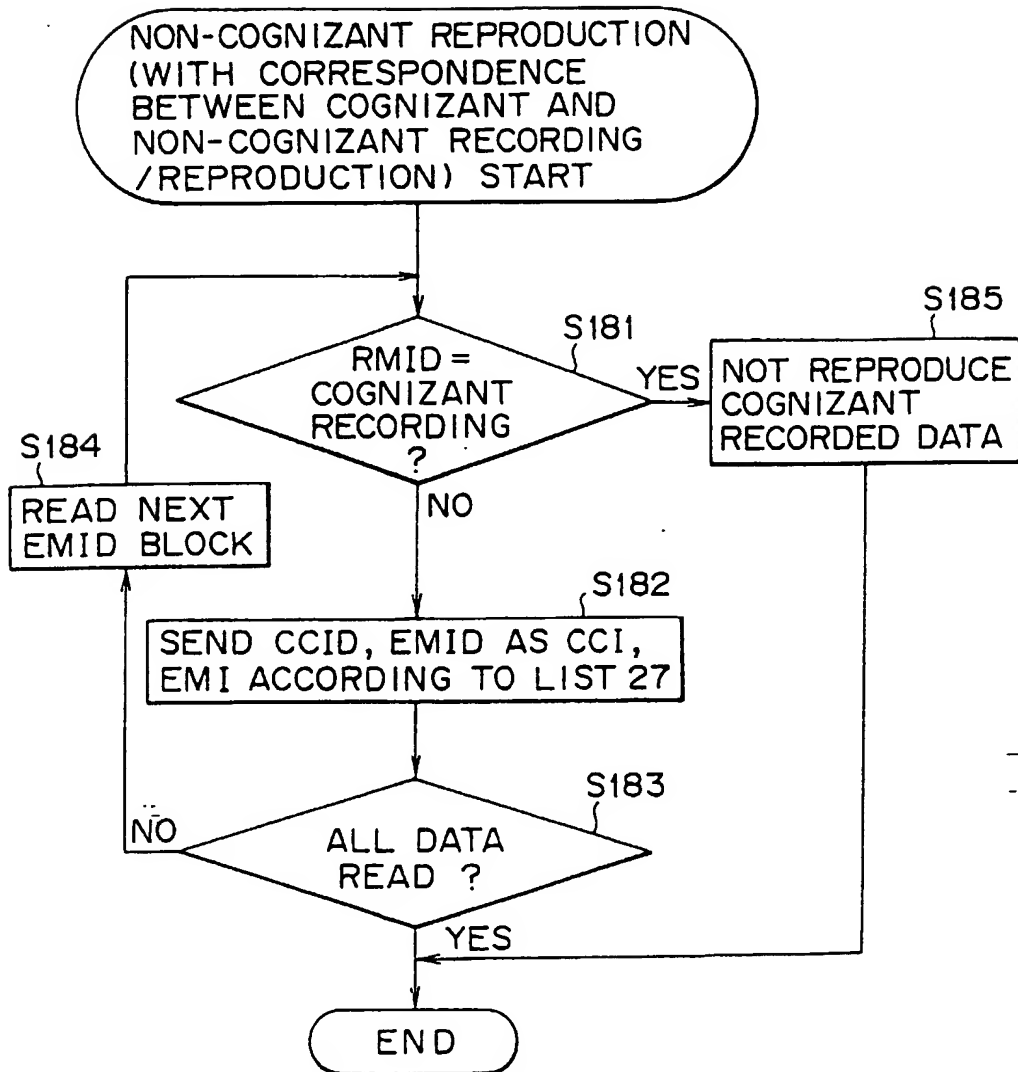 NON-COGNIZANT REPRODUCTION
(WITH CORRESPONDENCE
BETWEEN COGNIZANT AND
NON-COGNIZANT RECORDING
/REPRODUCTION) START
S181
RMID =
COGNIZANT
RECORDING
?
YES
NO
S185
NOT REPRODUCE
COGNIZANT
RECORDED DATA
S184
READ NEXT
EMID BLOCK
S182
SEND CCID, EMID AS CCI,
EMI ACCORDING TO LIST 27
S183
ALL DATA
READ ?
NO
YES
END